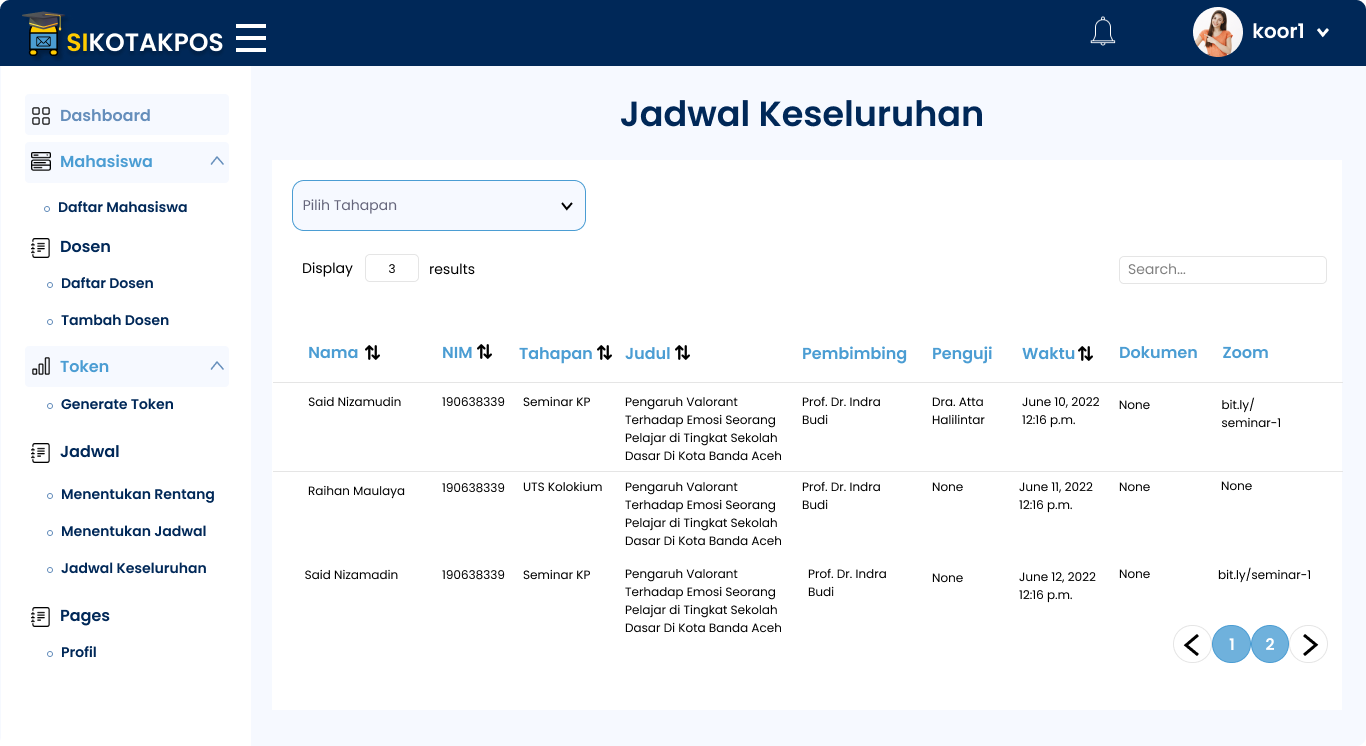 SIKOTAKPOS
koor1
Dashboard
Mahasiswa
Daftar Mahasiswa
Dosen
Daftar Dosen
Tambah Dosen
Token
Generate Token
Jadwal
Menentukan Rentang
Menentukan Jadwal
Jadwal Keseluruhan
Pages
Profil
Jadwal Keseluruhan
Pilih Tahapan
Display 3 results
Search...
Nama NIM Tahapan Judul Pembimbing Penguji Waktu Dokumen Zoom
Said Nizamudin 190638339 Seminar KP Pengaruh Valorant Prof. Dr. Indra Dra. Atta June 10, 2022 None bit.ly/
Terhadap Emosi Seorang Budi Halilintar 12:16 p.m. seminar-1
Pelajar di Tingkat Sekolah
Dasar Di Kota Banda Aceh
Raihan Maulaya 190638339 UTS Kolokium Pengaruh Valorant Prof. Dr. Indra None June 11, 2022 None None
Terhadap Emosi Seorang Budi 12:16 p.m.
Pelajar di Tingkat Sekolah
Dasar Di Kota Banda Aceh
Said Nizamadin 190638339 Seminar KP Pengaruh Valorant Prof. Dr. Indra None June 12, 2022 None bit.ly/seminar-1
Terhadap Emosi Seorang Budi 12:16 p.m.
Pelajar di Tingkat Sekolah
Dasar Di Kota Banda Aceh
1 2